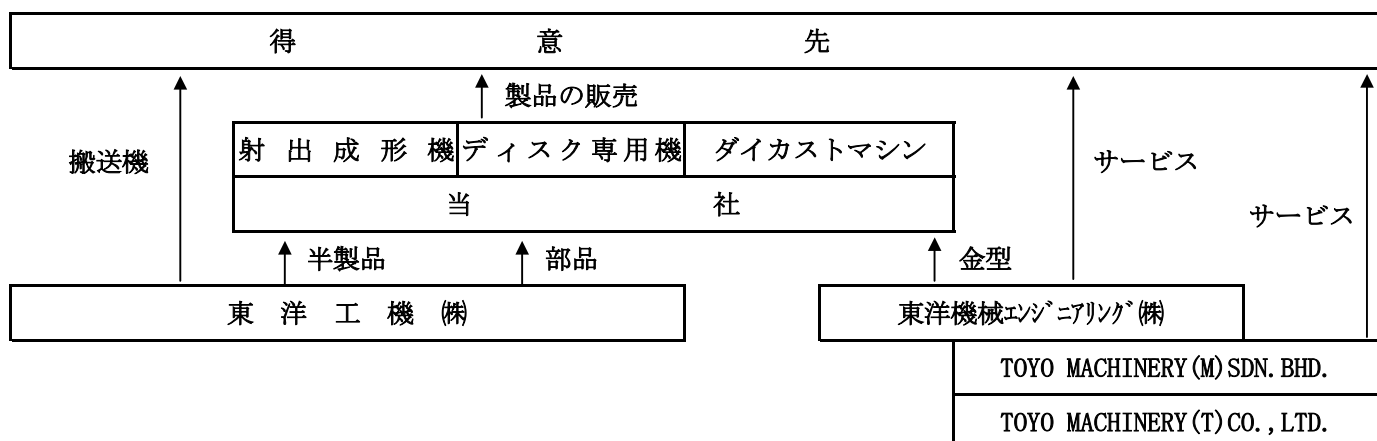 得意先
製品の販売
搬送機
射出成形機 ディスク専用機 ダイカストマシン
サービス
当社
サービス
半製品 部品 金型
東洋工機㈱ 東洋機械ｴﾝｼﾞﾆｱﾘﾝｸﾞ㈱
TOYO MACHINERY(M)SDN.BHD.
TOYO MACHINERY(T)CO.,LTD.